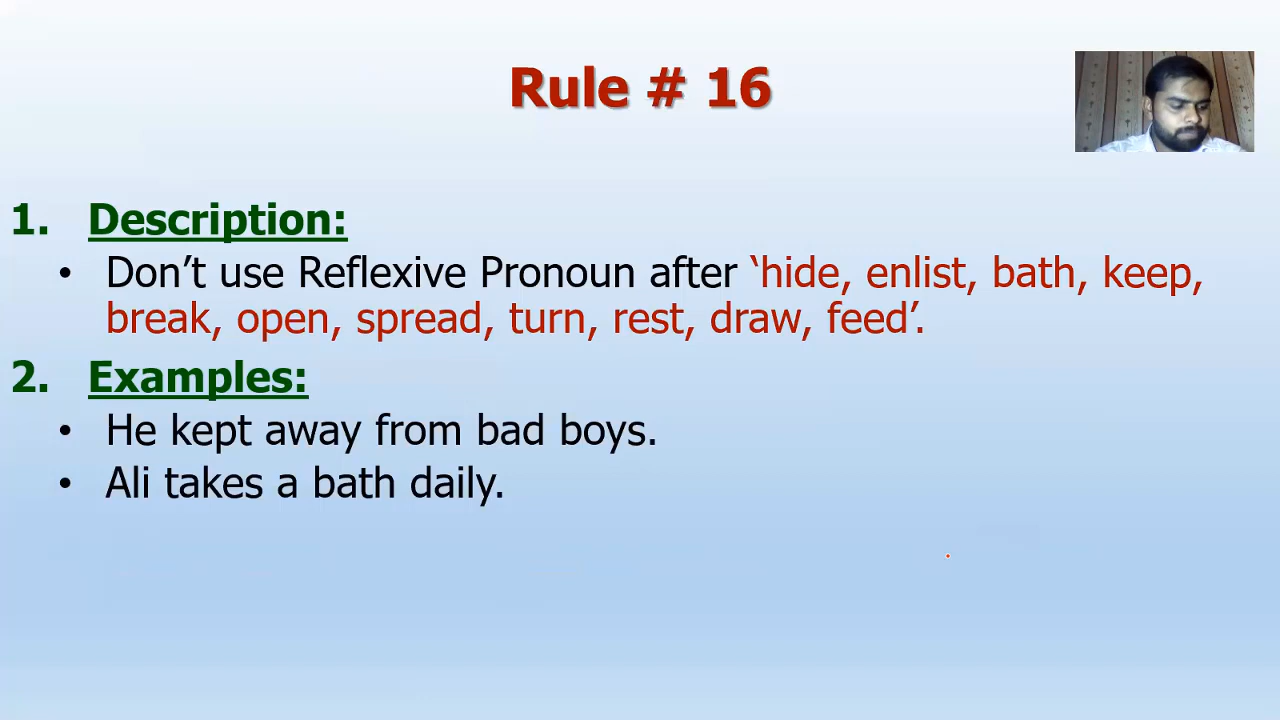 Rule # 16
1. Description:
• Don’t use Reflexive Pronoun after ‘hide, enlist, bath, keep,
break, open, spread, turn, rest, draw, feed’.
2. Examples:
• He kept away from bad boys.
• Ali takes a bath daily.